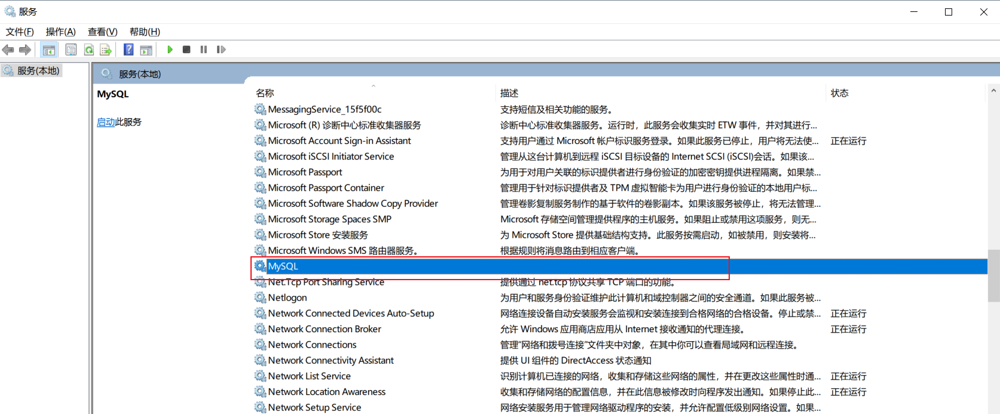 服务
文件(F) 操作(A) 查看(V) 帮助(H)
服务(本地)
服务(本地)
MySQL
启动此服务
名称 描述 状态
MessagingService_15f5f00c 支持短信及相关功能的服务。
Microsoft (R) 诊断中心标准收集器服务 诊断中心标准收集器服务。运行时，此服务会收集实时 ETW 事件，并对其进行...
Microsoft Account Sign-in Assistant 支持用户通过 Microsoft 帐户标识服务登录。如果此服务已停止，用户将无法使... 正在运行
Microsoft iSCSI Initiator Service 管理从这台计算机到远程 iSCSI 目标设备的 Internet SCSI (iSCSI)会话。如果该...
Microsoft Passport 为用于对用户关联的标识提供者进行身份验证的加密密钥提供进程隔离。如果禁...
Microsoft Passport Container 管理用于针对标识提供者及 TPM 虚拟智能卡为用户进行身份验证的本地用户标...
Microsoft Software Shadow Copy Provider 管理卷影复制服务制作的基于软件的卷影副本。如果该服务被停止，将无法管理...
Microsoft Storage Spaces SMP Microsoft 存储空间管理提供程序的主机服务。如果阻止或禁用这项服务，则无...
Microsoft Store 安装服务 为 Microsoft Store 提供基础结构支持。此服务按需启动，如被禁用，则安装将...
Microsoft Windows SMS 路由器服务。 根据规则将消息路由到相应客户端。
MySQL
Net.Tcp Port Sharing Service 提供通过 net.tcp 协议共享 TCP 端口的功能。
Netlogon 为用户和服务身份验证维护此计算机和域控制器之间的安全通道。如果此服务被...
Network Connected Devices Auto-Setup 网络连接设备自动安装服务会监视和安装连接到合格网络的合格设备。停止或禁... 正在运行
Network Connection Broker 允许 Windows 应用商店应用从 Internet 接收通知的代理连接。 正在运行
Network Connections 管理“网络和拨号连接”文件夹中对象，在其中你可以查看局域网和远程连接。
Network Connectivity Assistant 提供 UI 组件的 DirectAccess 状态通知
Network List Service 识别计算机已连接的网络，收集和存储这些网络的属性，并在更改这些属性时通... 正在运行
Network Location Awareness 收集和存储网络的配置信息，并在此信息被修改时向程序发出通知。如果停止此... 正在运行
Network Setup Service 网络安装服务用于管理网络驱动程序的安装，并允许配置低级别网络设置。如果...